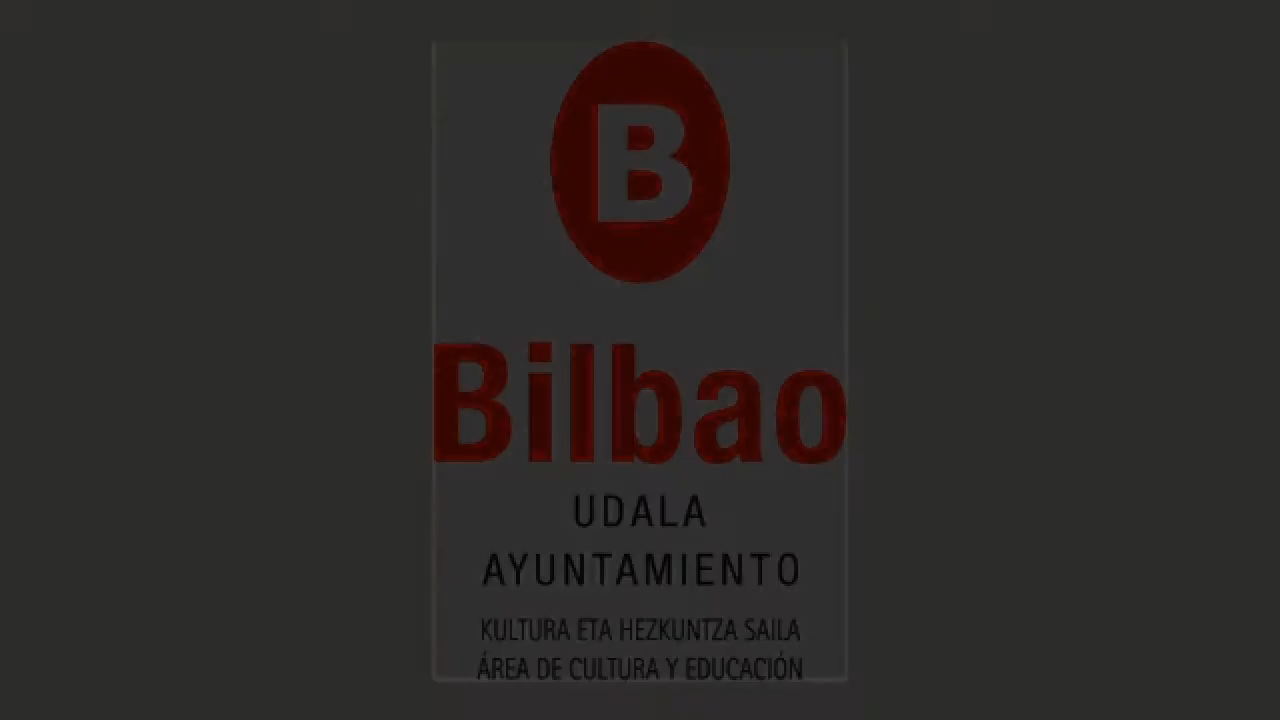 B
Bilbao
UDALA
AYUNTAMIENTO
KULTURA ETA HEZKUNTZA SAILA
ÁREA DE CULTURA Y EDUCACIÓN